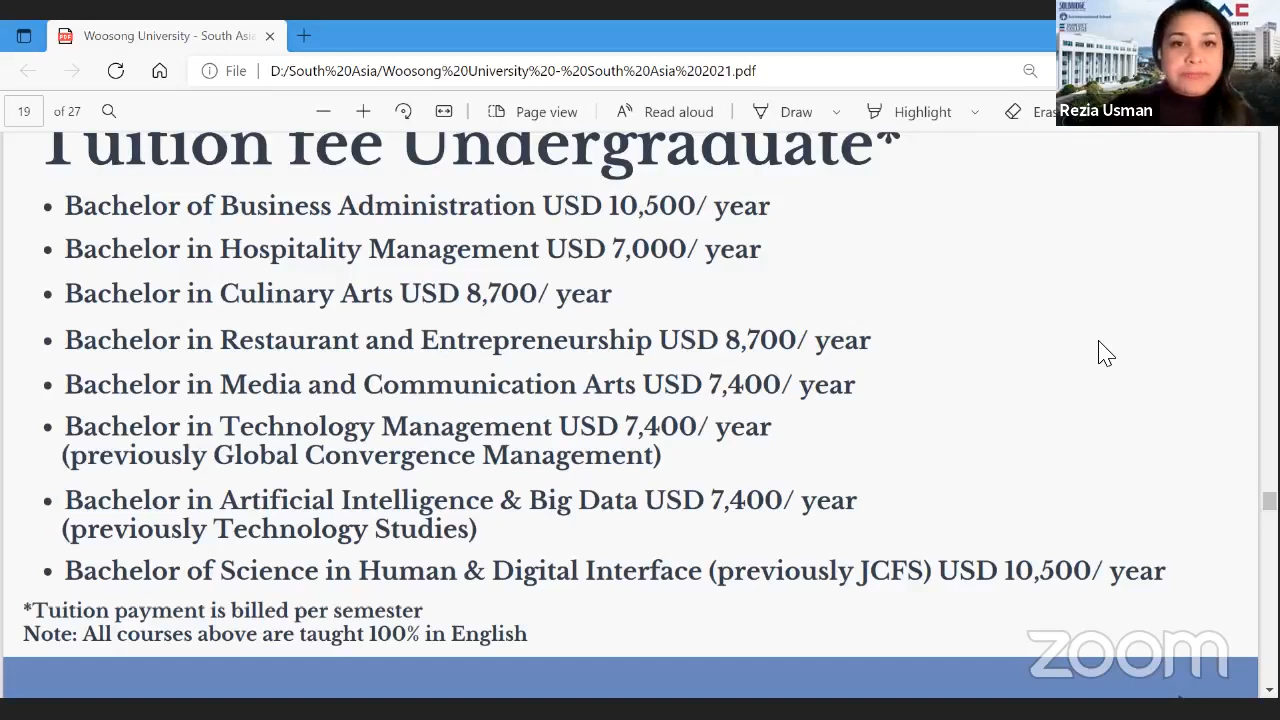 Woosong University - South Asia
File
D:/South%20Asia/Woosong%20University%20-%20South%20Asia%202021.pdf
Rezia Usman
19 of 27
Page view
Read aloud
Draw
Highlight
Tuition fee Undergraduate*
• Bachelor of Business Administration USD 10,500/ year
• Bachelor in Hospitality Management USD 7,000/ year
• Bachelor in Culinary Arts USD 8,700/ year
• Bachelor in Restaurant and Entrepreneurship USD 8,700/ year
• Bachelor in Media and Communication Arts USD 7,400/ year
• Bachelor in Technology Management USD 7,400/ year
(previously Global Convergence Management)
• Bachelor in Artificial Intelligence & Big Data USD 7,400/ year
(previously Technology Studies)
• Bachelor of Science in Human & Digital Interface (previously JCFS) USD 10,500/ year
*Tuition payment is billed per semester
Note: All courses above are taught 100% in English
zoom